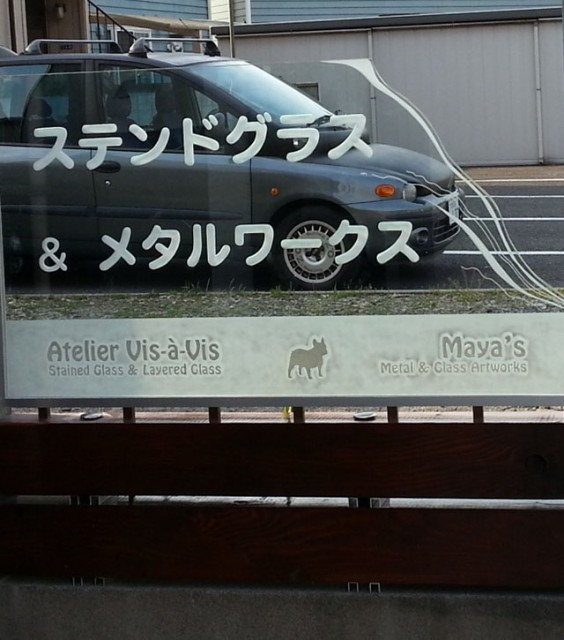 ステンドグラス
& メタルワークス
Atelier Vis-à-Vis
Stained Glass & Layered Glass
Maya's
Metal & Glass Artworks